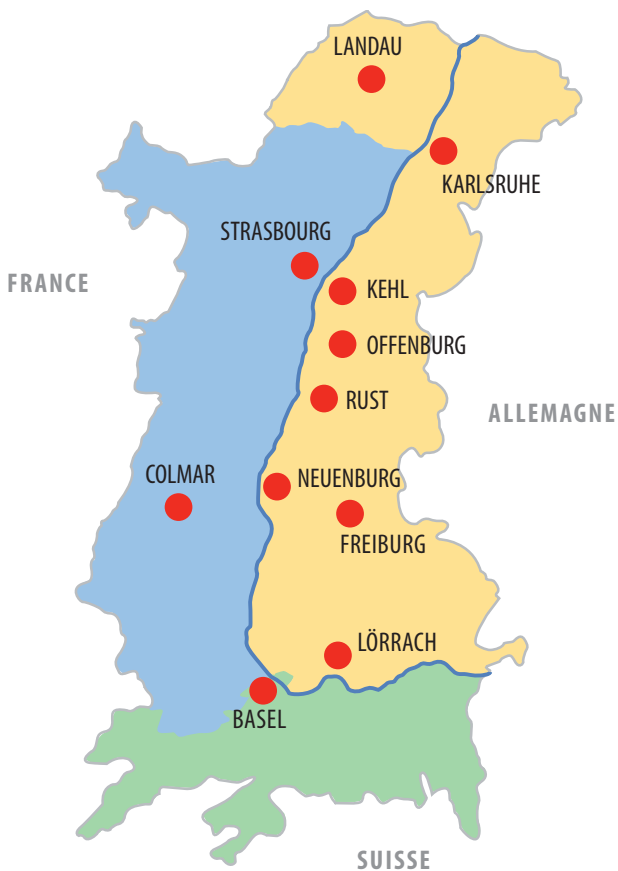 LANDAU
KARLSRUHE
STRASBOURG
FRANCE
KEHL
OFFENBURG
RUST
ALLEMAGNE
COLMAR
NEUENBURG
FREIBURG
LÖRRACH
BASEL
SUISSE